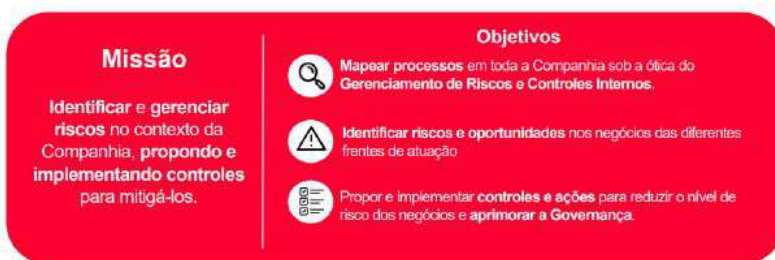 Missão
Identificar e gerenciar
riscos no contexto da
Companhia, propondo e
implementando controles
para mitigá-los.
Objetivos
Mapear processos em toda a Companhia sob a ótica do
Gerenciamento de Riscos e Controles Internos.
Identificar riscos e oportunidades nos negócios das diferentes
frentes de atuação
Propor e implementar controles e ações para reduzir o nível de
risco dos negócios e aprimorar a Governança.